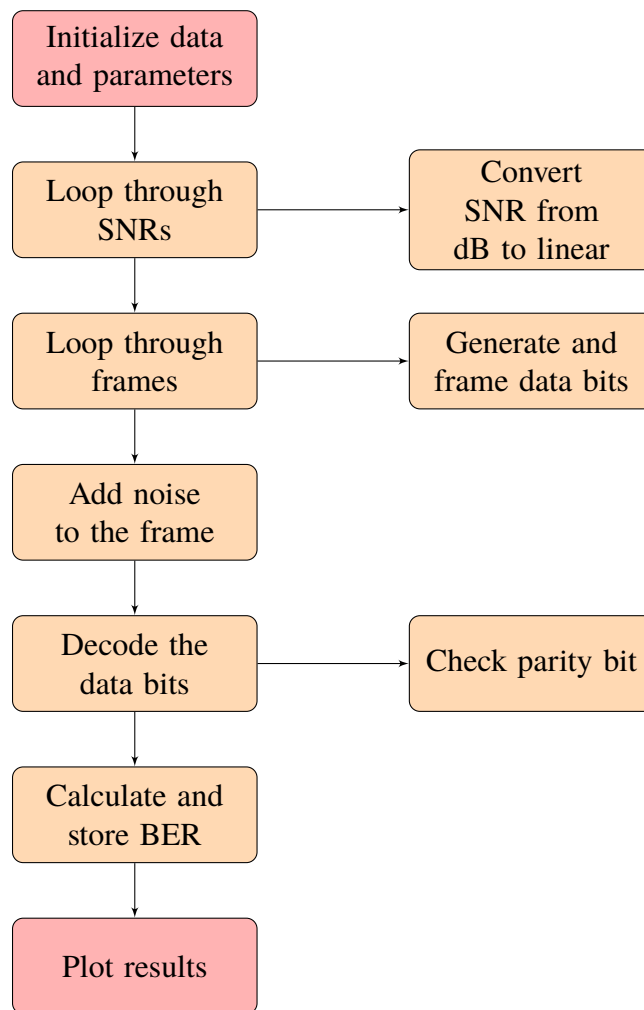 Initialize data
and parameters
Loop through
SNRs
Convert
SNR from
dB to linear
Loop through
frames
Generate and
frame data bits
Add noise
to the frame
Decode the
data bits
Check parity bit
Calculate and
store BER
Plot results